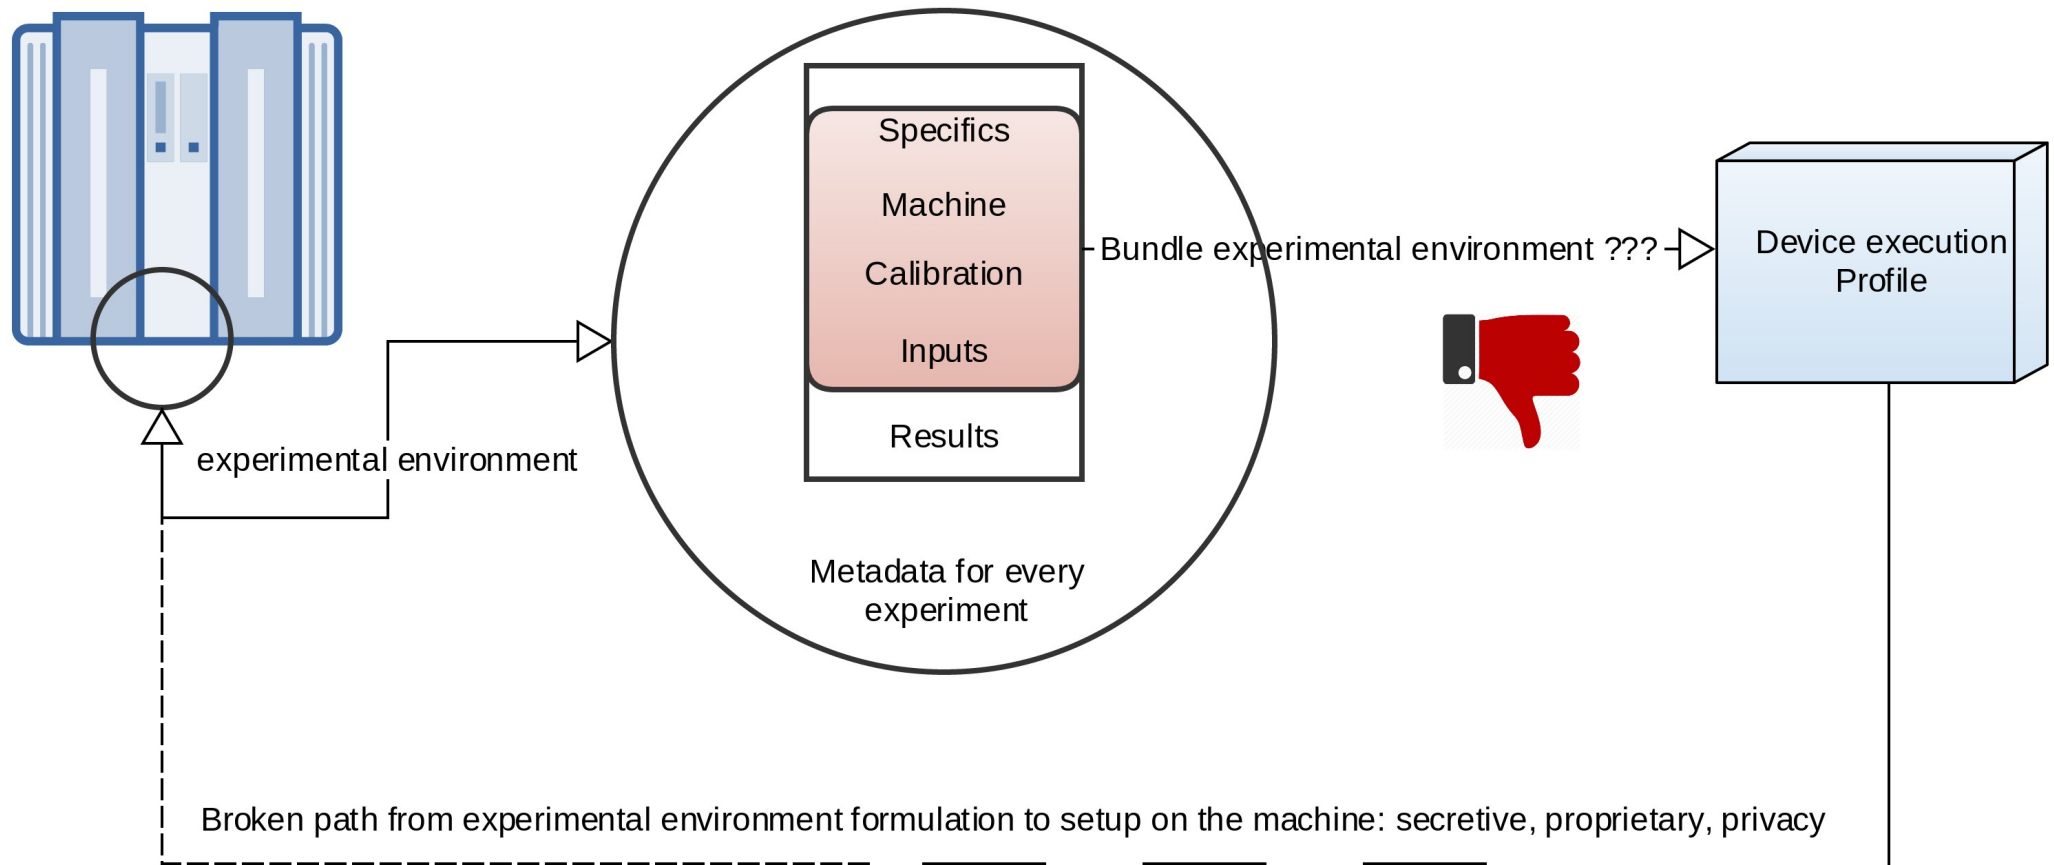 Specifics
Machine
Calibration
Inputs
Results
Metadata for every
experiment
Bundle experimental environment ???
Device execution
Profile
experimental environment
Broken path from experimental environment formulation to setup on the machine: secretive, proprietary, privacy